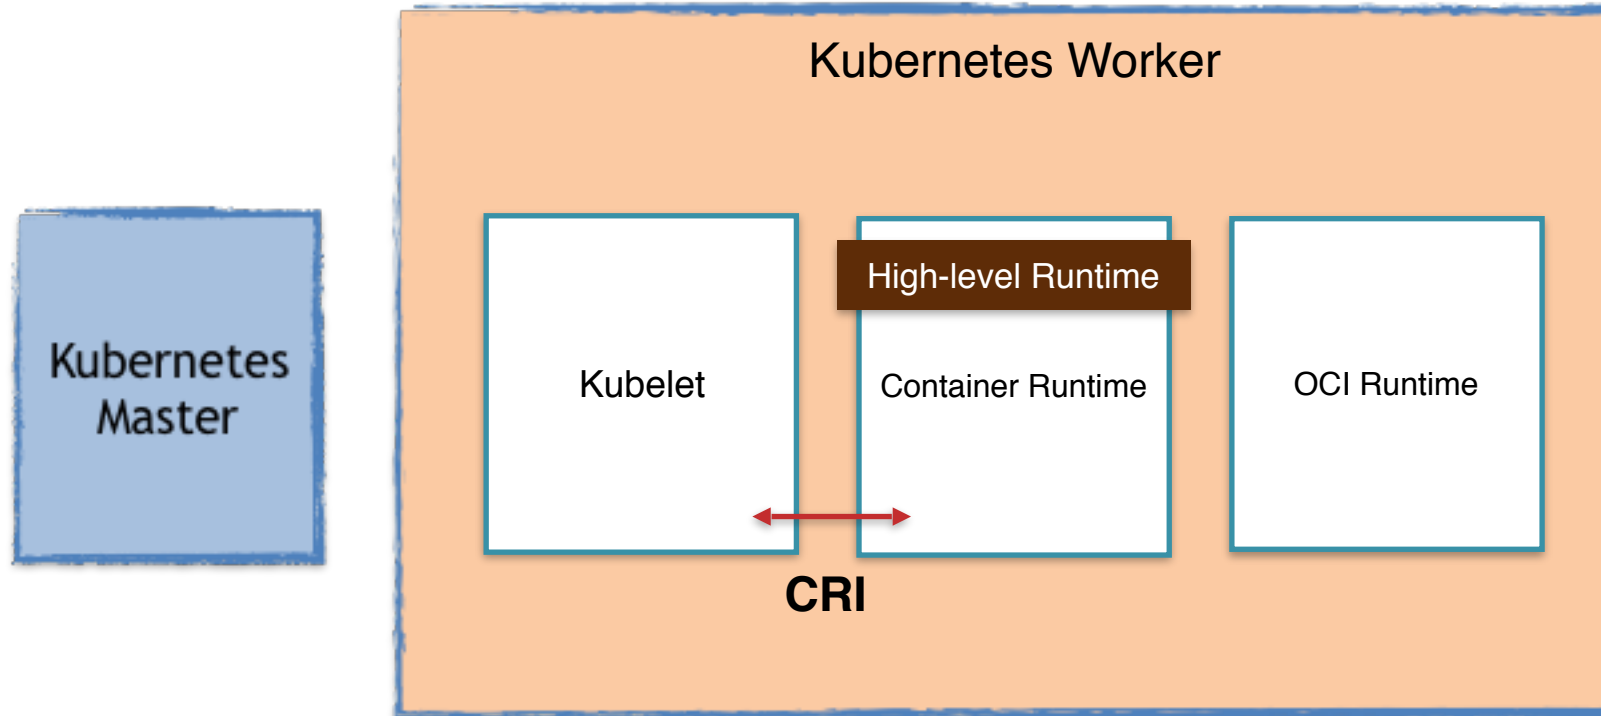 Kubernetes Worker
Kubernetes
Master
Kubelet
High-level Runtime
Container Runtime
OCI Runtime
CRI